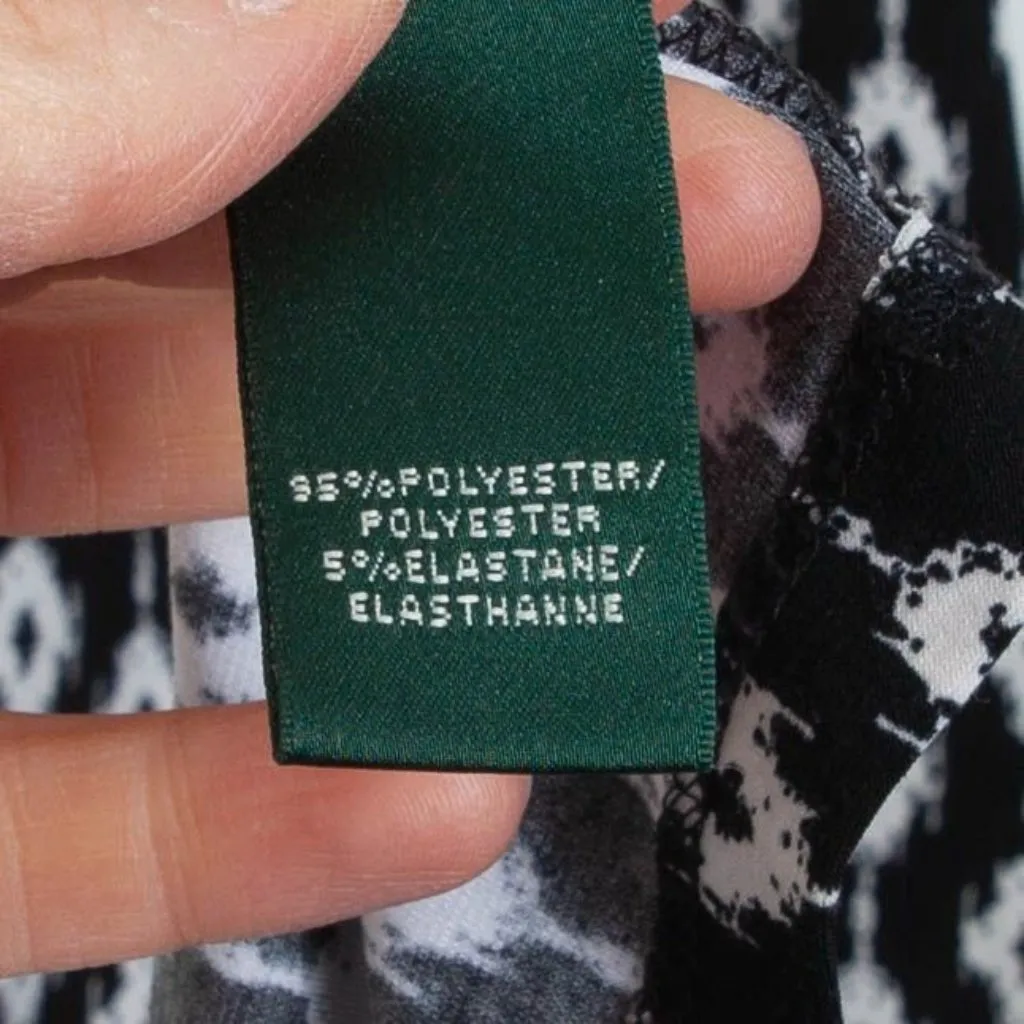 95%POLYESTER/
POLYESTER
5%ELASTANE/
ELASTHANNE